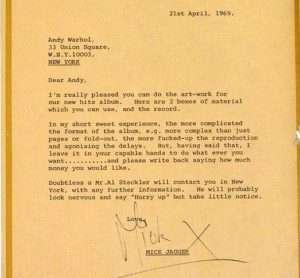 21st April, 1969.
Andy Warhol,
33 Union Square,
W.N.Y.10003,
NEW YORK
Dear Andy,
I'm really pleased you can do the art-work for
our new hits album. Here are 2 boxes of material
which you can use, and the record.
In my short sweet experience, the more complicated
the format of the album, e.g. more complex than just
pages or fold-out, the more fucked-up the reproduction
and agonising the delays. But, having said that, I
leave it in your capable hands to do what ever you
want..........and please write back saying how much
money you would like.
Doubtless a Mr.Al Steckler will contact you in New
York, with any further information. He will probably
look nervous and say "Hurry up" but take little notice.
Love,
Mick X
MICK JAGGER